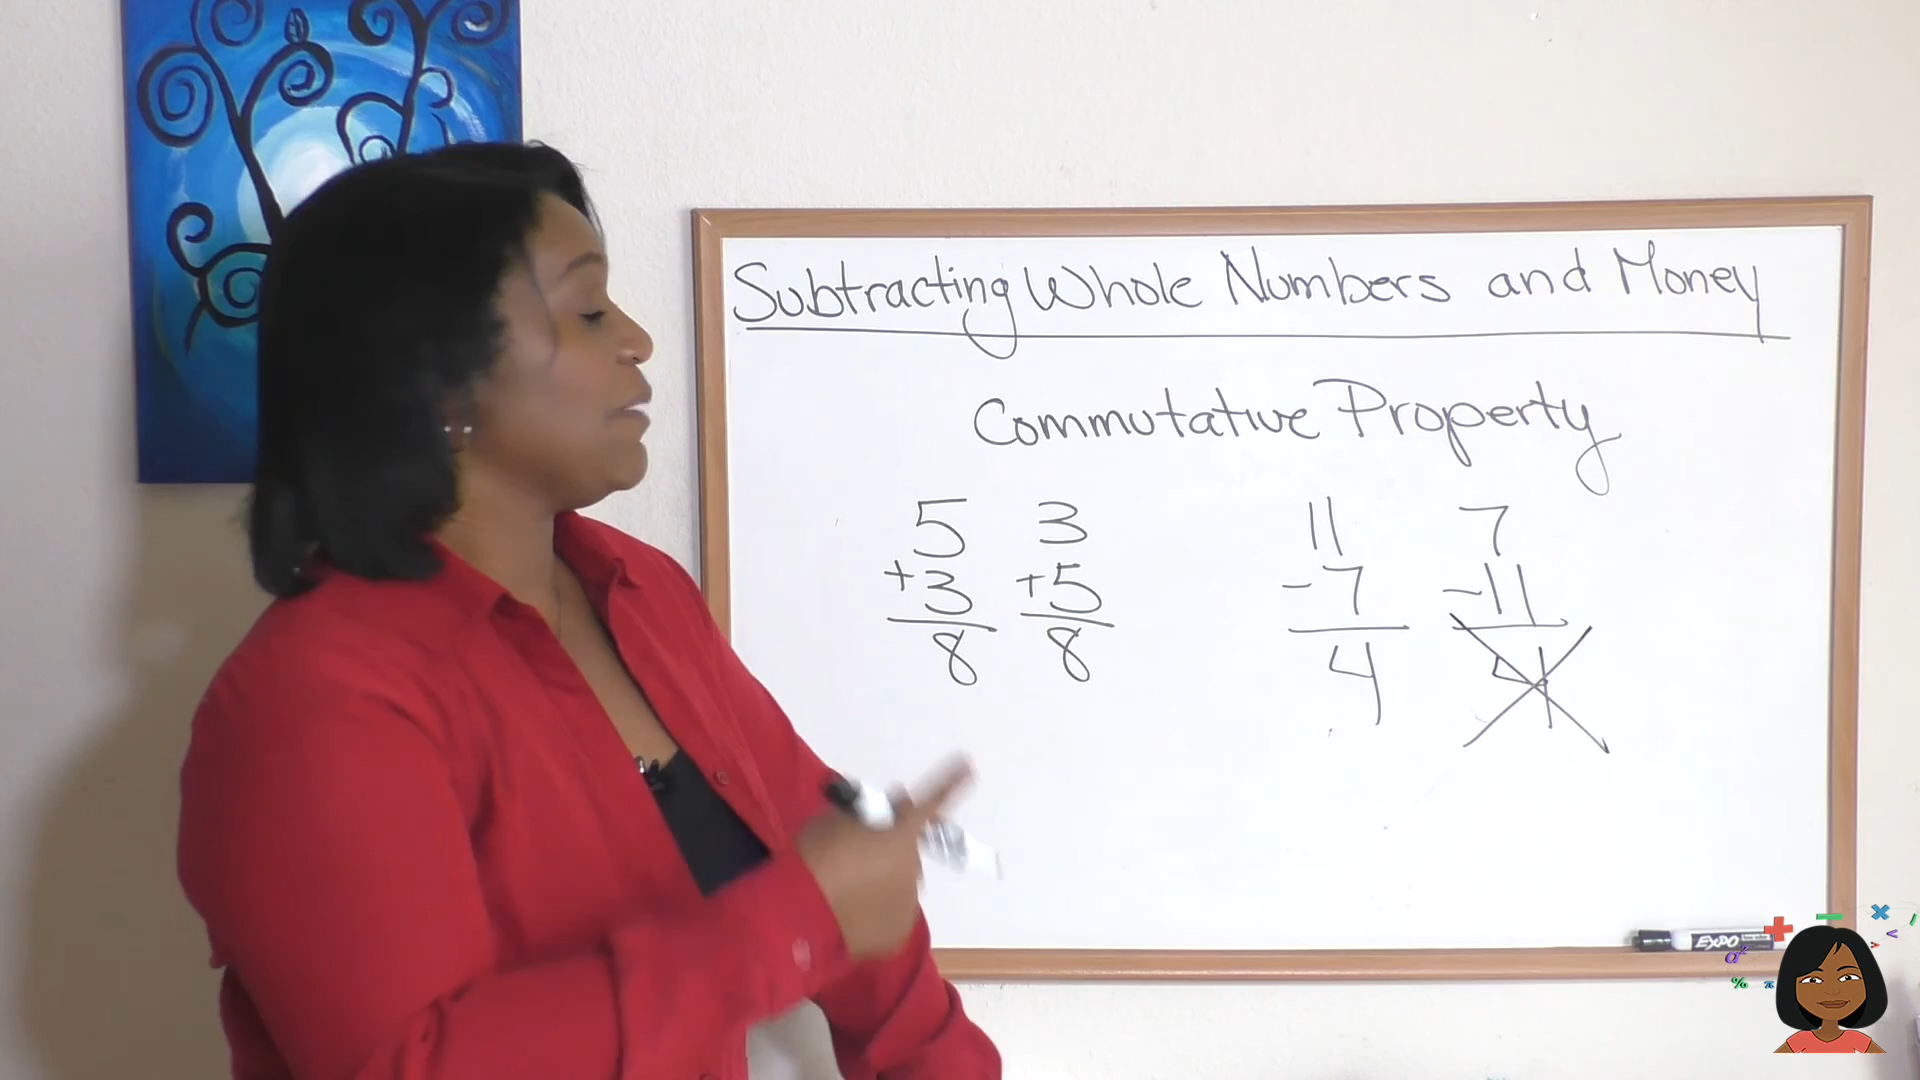 Subtracting Whole Numbers and Money
Commutative Property
5 3 11 7
+3 +5 -7 -11
8 8 4 4
EXPO
+ − × / < > a² % π